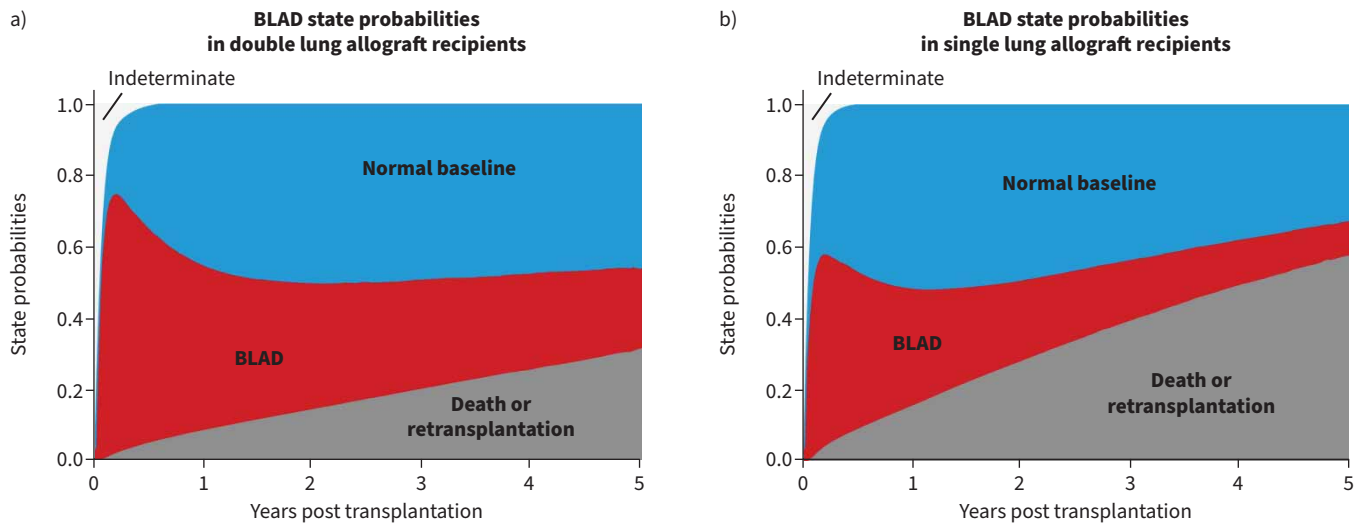 a)
BLAD state probabilities
in double lung allograft recipients
Indeterminate
1.0
0.8
0.6
0.4
0.2
0.0
State probabilities
Normal baseline
BLAD
Death or
retransplantation
0 1 2 3 4 5
Years post transplantation
b)
BLAD state probabilities
in single lung allograft recipients
Indeterminate
1.0
0.8
0.6
0.4
0.2
0.0
State probabilities
Normal baseline
BLAD
Death or
retransplantation
0 1 2 3 4 5
Years post transplantation